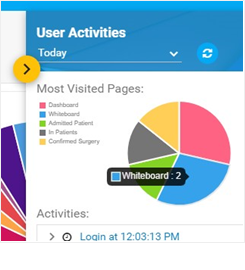 User Activities
Today
Most Visited Pages:
Dashboard
Whiteboard
Admitted Patient
In Patients
Confirmed Surgery
Whiteboard : 2
Activities:
Login at 12:03:13 PM